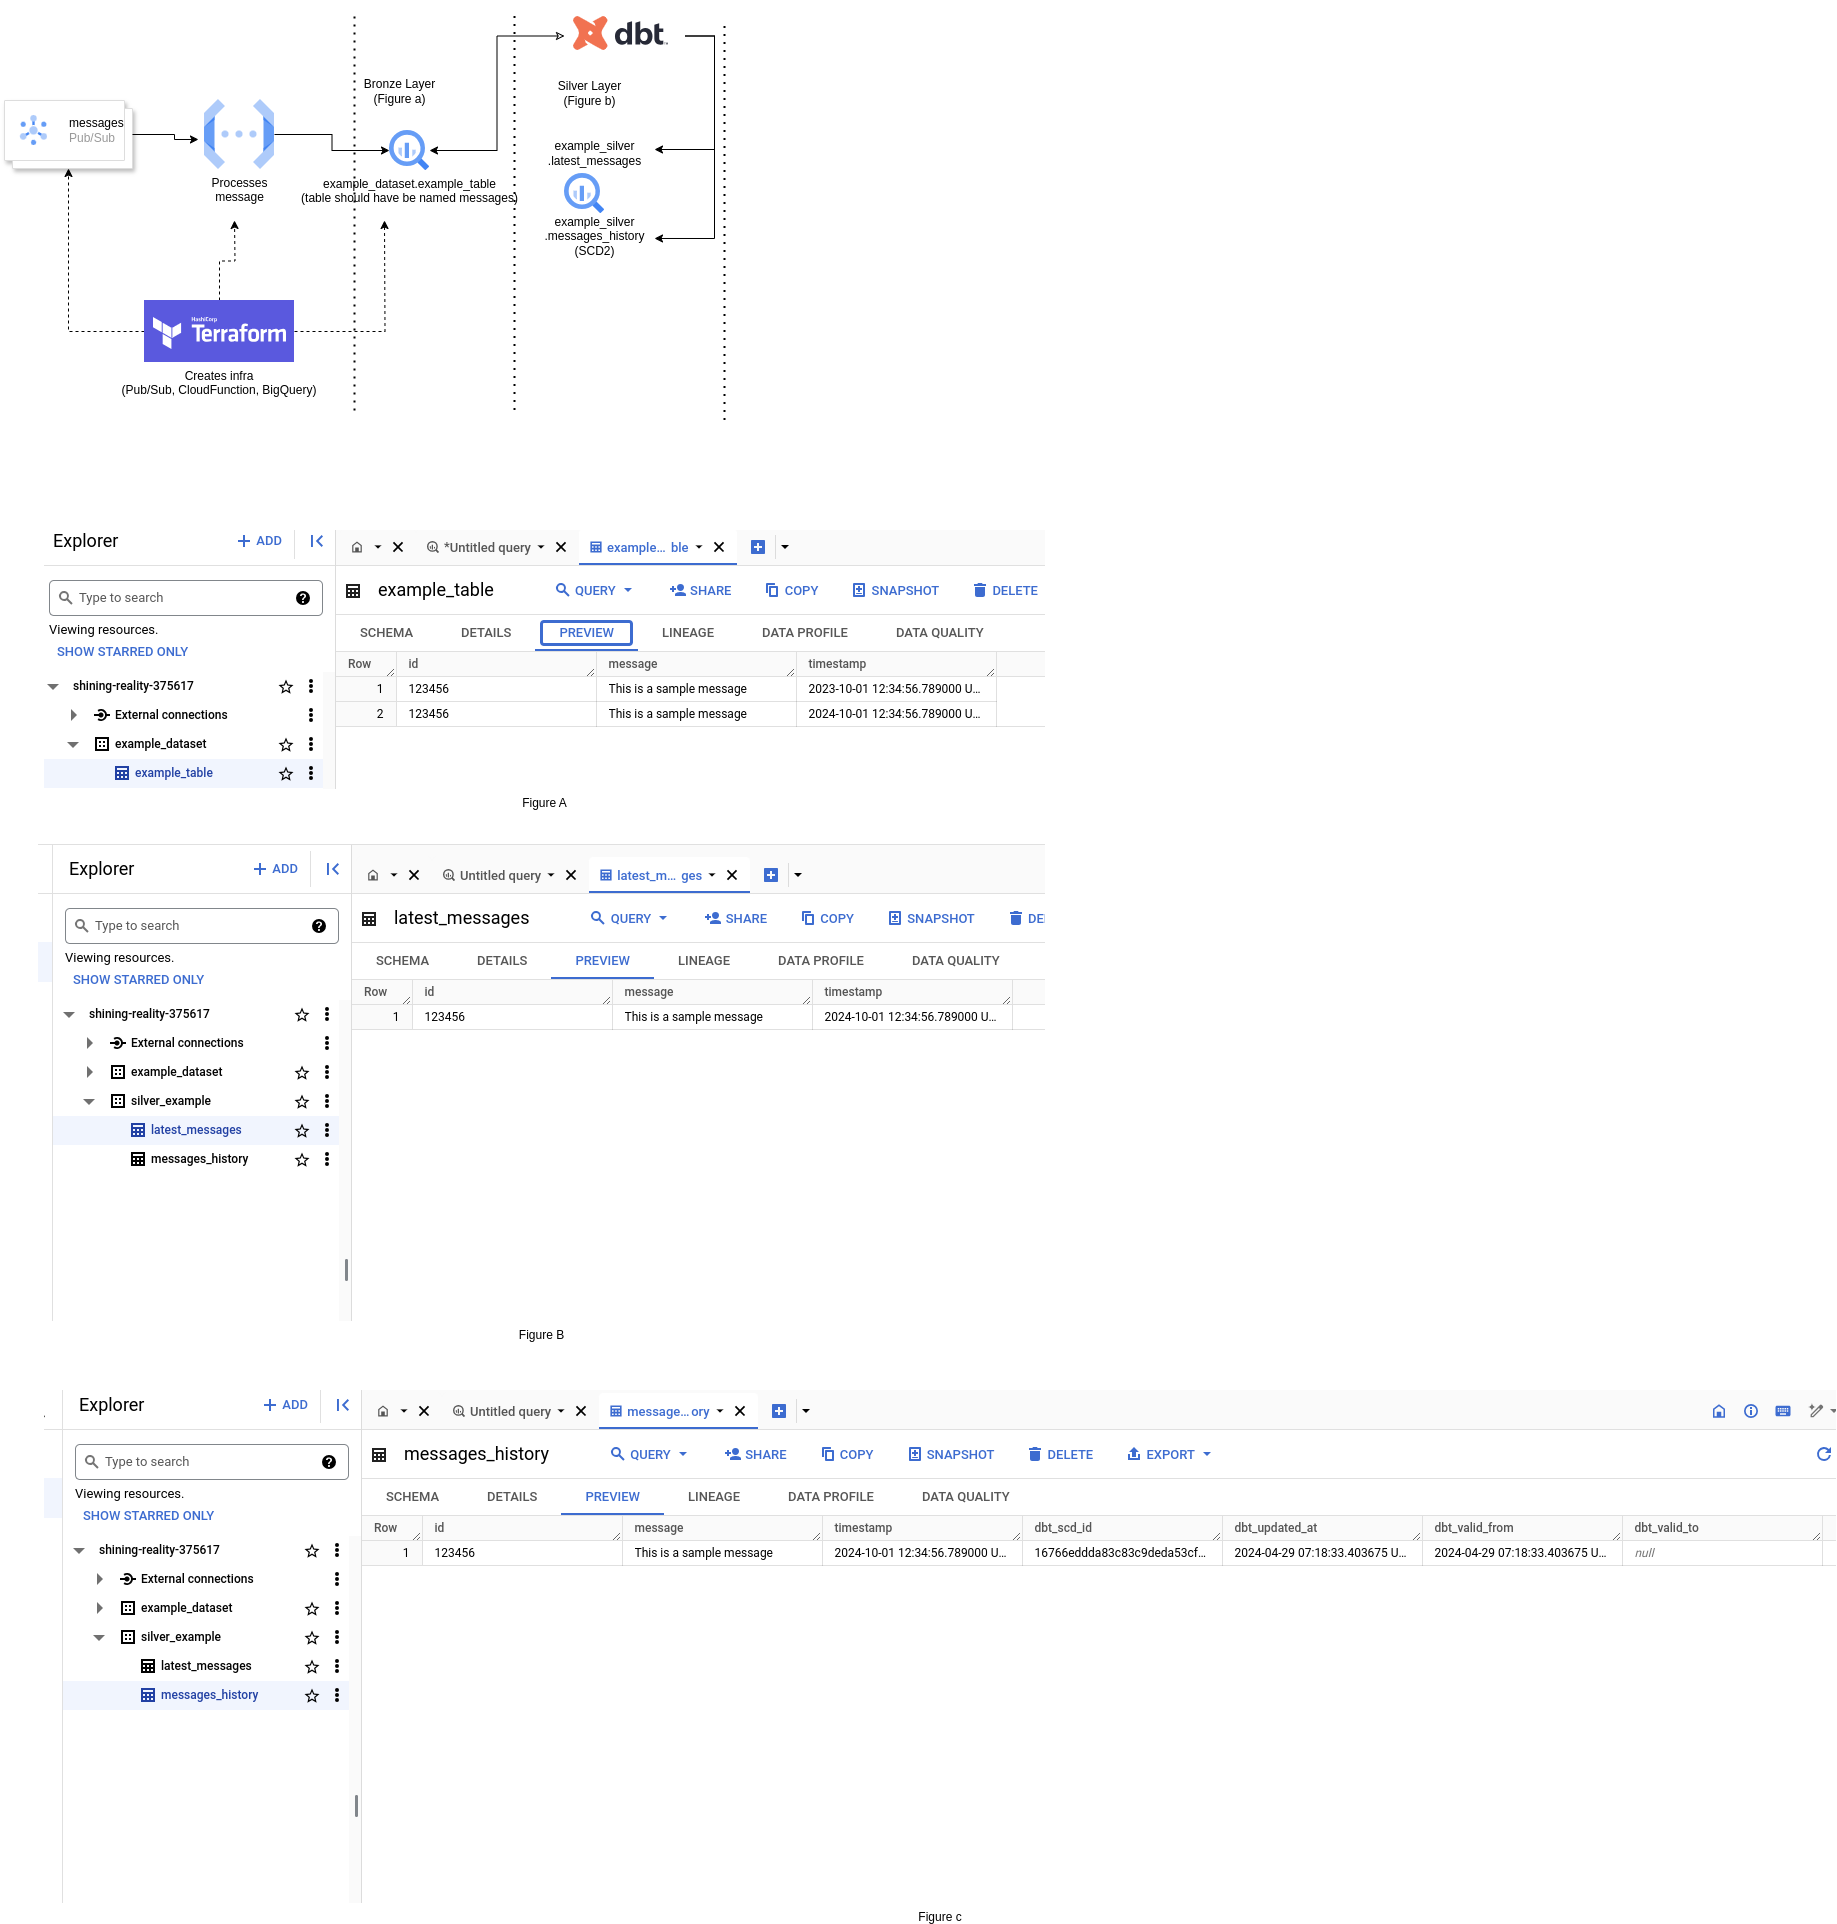 dbt
Bronze Layer
(Figure a)
Silver Layer
(Figure b)
messages
Pub/Sub
example_silver
.latest_messages
Processes
message
example_dataset.example_table
(table should have be named messages)
example_silver
.messages_history
(SCD2)
HashiCorp
Terraform
Creates infra
(Pub/Sub, CloudFunction, BigQuery)
Explorer
ADD
*Untitled query
example... ble
Type to search
example_table
QUERY
SHARE
COPY
SNAPSHOT
DELETE
Viewing resources.
SHOW STARRED ONLY
SCHEMA
DETAILS
PREVIEW
LINEAGE
DATA PROFILE
DATA QUALITY
Row id message timestamp
1 123456 This is a sample message 2023-10-01 12:34:56.789000 U...
2 123456 This is a sample message 2024-10-01 12:34:56.789000 U...
shining-reality-375617
External connections
example_dataset
example_table
Figure A
Explorer
ADD
Untitled query
latest_m... ges
Type to search
latest_messages
QUERY
SHARE
COPY
SNAPSHOT
DEL
Viewing resources.
SHOW STARRED ONLY
SCHEMA
DETAILS
PREVIEW
LINEAGE
DATA PROFILE
DATA QUALITY
Row id message timestamp
1 123456 This is a sample message 2024-10-01 12:34:56.789000 U...
shining-reality-375617
External connections
example_dataset
silver_example
latest_messages
messages_history
Figure B
Explorer
ADD
Untitled query
message... ory
Type to search
messages_history
QUERY
SHARE
COPY
SNAPSHOT
DELETE
EXPORT
Viewing resources.
SHOW STARRED ONLY
SCHEMA
DETAILS
PREVIEW
LINEAGE
DATA PROFILE
DATA QUALITY
Row id message timestamp dbt_scd_id dbt_updated_at dbt_valid_from dbt_valid_to
1 123456 This is a sample message 2024-10-01 12:34:56.789000 U... 16766eddda83c83c9deda53cf... 2024-04-29 07:18:33.403675 U... 2024-04-29 07:18:33.403675 U... null
shining-reality-375617
External connections
example_dataset
silver_example
latest_messages
messages_history
Figure c